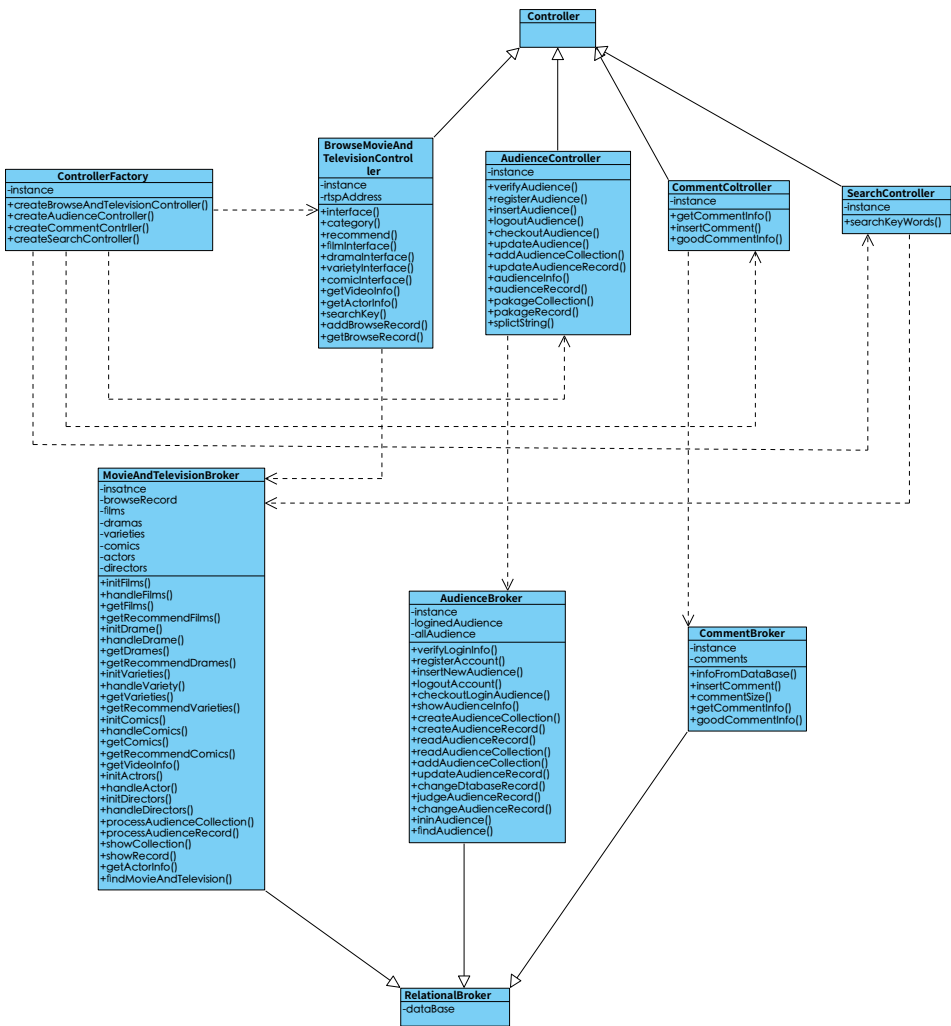 Controller
BrowseMovieAnd
TelevisionControl
ler
-instance
-rtspAddress
+interface()
+category()
+recommend()
+filmInterface()
+dramaInterface()
+varietyInterface()
+comicInterface()
+getVideoInfo()
+getActorInfo()
+searchKey()
+addBrowseRecord()
+getBrowseRecord()
AudienceController
-instance
+verifyAudience()
+registerAudience()
+insertAudience()
+logoutAudience()
+checkoutAudience()
+updateAudience()
+addAudienceCollection()
+updateAudienceRecord()
+audienceInfo()
+audienceRecord()
+pakageCollection()
+pakageRecord()
+splictString()
ControllerFactory
-instance
+createBrowseAndTelevisionController()
+createAudienceController()
+createCommentContrller()
+createSearchController()
CommentColtroller
-instance
+getCommentInfo()
+insertComment()
+goodCommentInfo()
SearchController
-instance
+searchKeyWords()
MovieAndTelevisionBroker
-insatnce
-browseRecord
-films
-dramas
-varieties
-comics
-actors
-directors
+initFilms()
+handleFilms()
+getFilms()
+getRecommendFilms()
+initDrame()
+handleDrame()
+getDrames()
+getRecommendDrames()
+initVarieties()
+handleVariety()
+getVarieties()
+getRecommendVarieties()
+initComics()
+handleComics()
+getComics()
+getRecommendComics()
+getVideoInfo()
+initActrors()
+handleActor()
+initDirectors()
+handleDirectors()
+processAudienceCollection()
+processAudienceRecord()
+showCollection()
+showRecord()
+getActorInfo()
+findMovieAndTelevision()
AudienceBroker
-instance
-loginedAudience
-allAudience
+verifyLoginInfo()
+registerAccount()
+insertNewAudience()
+logoutAccount()
+checkoutLoginAudience()
+showAudienceInfo()
+createAudienceCollection()
+createAudienceRecord()
+readAudienceRecord()
+readAudienceCollection()
+addAudienceCollection()
+updateAudienceRecord()
+changeDtabaseRecord()
+judgeAudienceRecord()
+changeAudienceRecord()
+ininAudience()
+findAudience()
CommentBroker
-instance
-comments
+infoFromDataBase()
+insertComment()
+commentSize()
+getCommentInfo()
+goodCommentInfo()
RelationalBroker
-dataBase